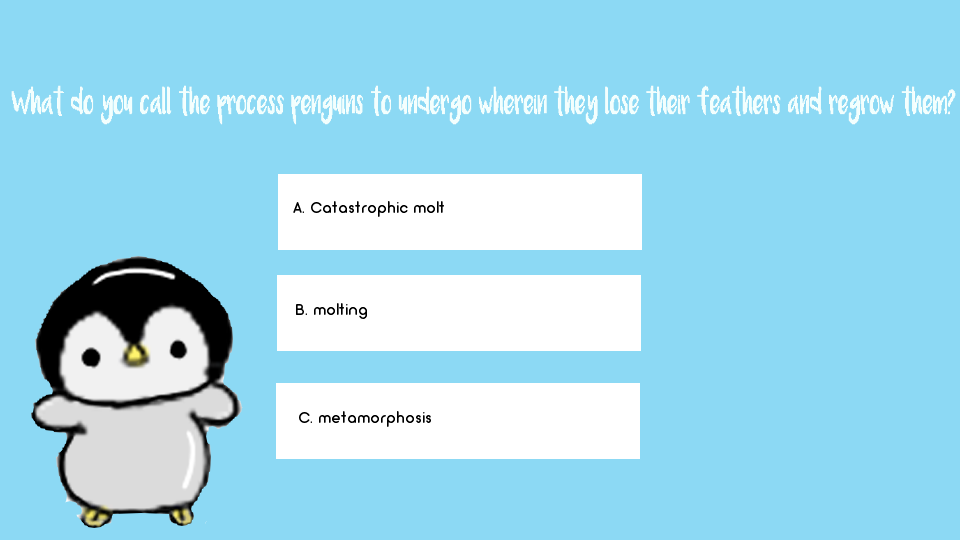 What do you call the process penguins to undergo wherein they lose their feathers and regrow them?
A. Catastrophic molt
B. molting
C. metamorphosis